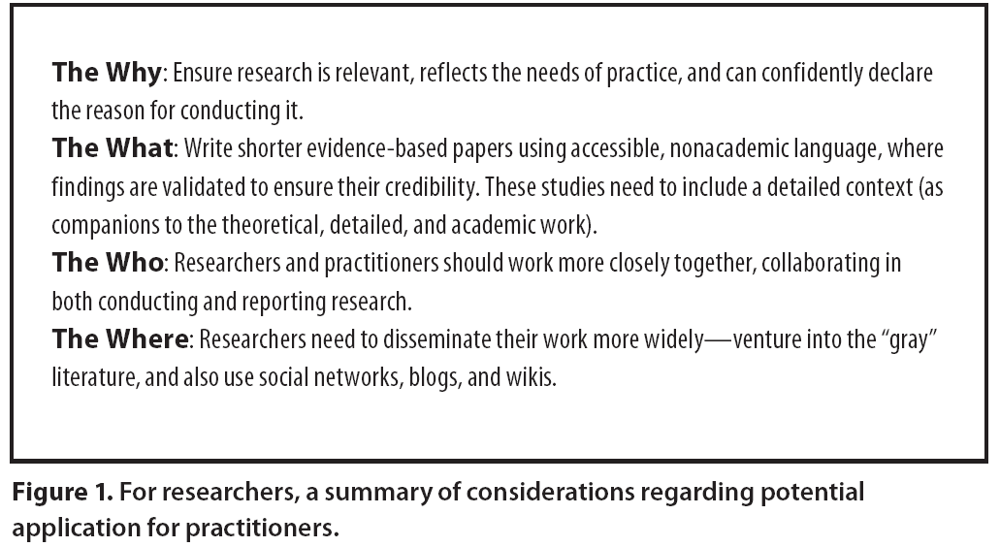 The Why: Ensure research is relevant, reflects the needs of practice, and can confidently declare
the reason for conducting it.
The What: Write shorter evidence-based papers using accessible, nonacademic language, where
findings are validated to ensure their credibility. These studies need to include a detailed context (as
companions to the theoretical, detailed, and academic work).
The Who: Researchers and practitioners should work more closely together, collaborating in
both conducting and reporting research.
The Where: Researchers need to disseminate their work more widely—venture into the “gray”
literature, and also use social networks, blogs, and wikis.
Figure 1. For researchers, a summary of considerations regarding potential
application for practitioners.